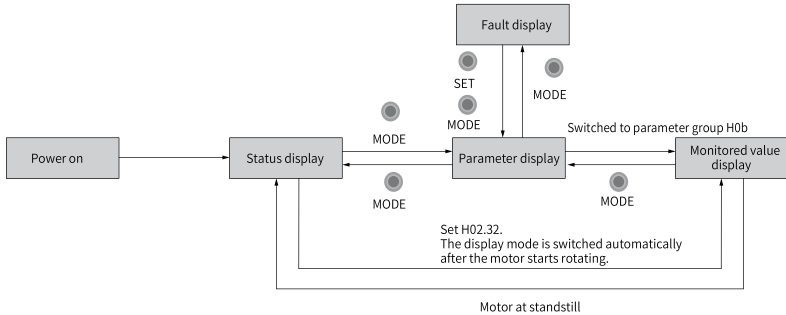 Fault display
SET
MODE
MODE
MODE
Switched to parameter group H0b
Power on
Status display
Parameter display
Monitored value
display
MODE
MODE
Set H02.32.
The display mode is switched automatically
after the motor starts rotating.
Motor at standstill